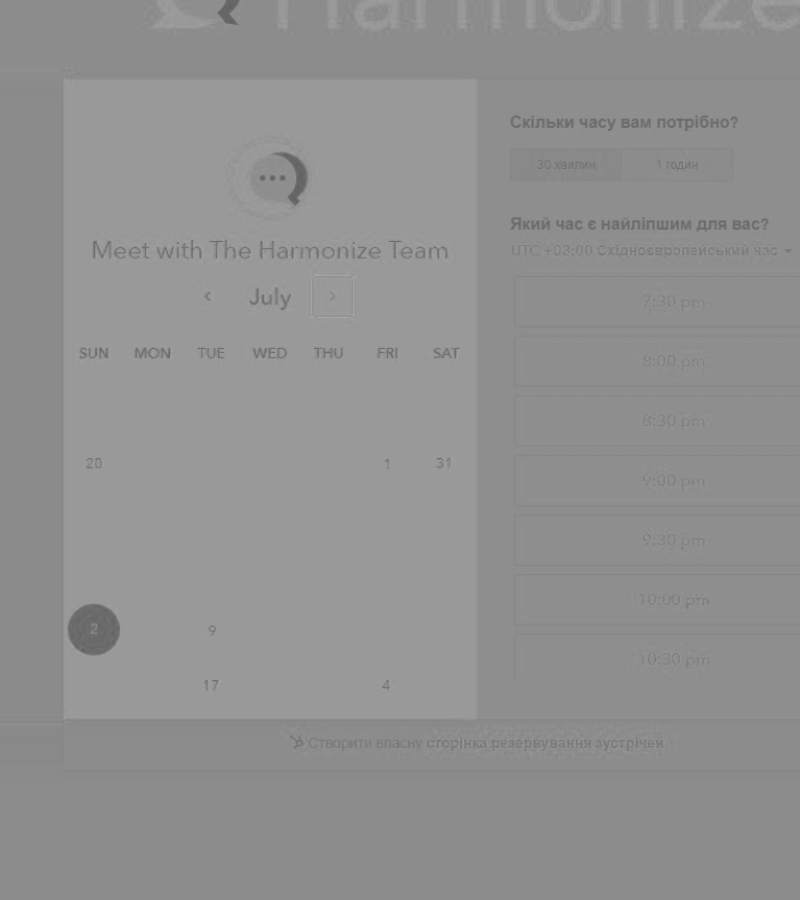 Harmonize
Meet with The Harmonize Team
July
SUN MON TUE WED THU FRI SAT
20 1 31
2 9
17 4
Скільки часу вам потрібно?
30 хвилин 1 годин
Який час є найліпшим для вас?
UTC +03:00 Східноєвропейський час
7:30 pm
8:00 pm
8:30 pm
9:00 pm
9:30 pm
10:00 pm
10:30 pm
Створити власну сторінка резервування зустрічей